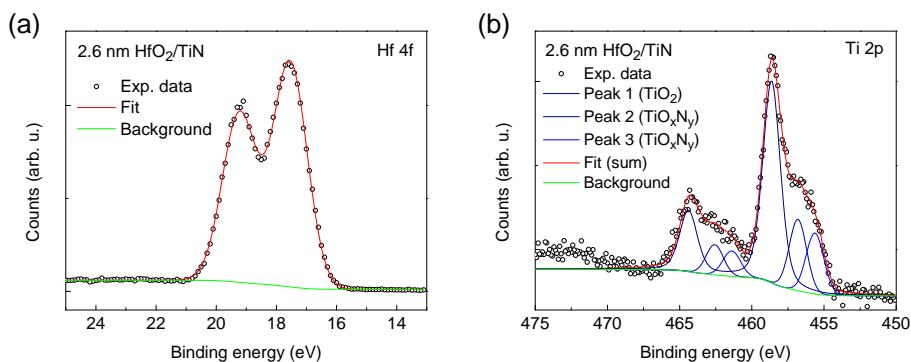 (a)
2.6 nm HfO₂/TiN
Hf 4f
Exp. data
Fit
Background
Counts (arb. u.)
24 22 20 18 16 14
Binding energy (eV)
(b)
2.6 nm HfO₂/TiN
Ti 2p
Exp. data
Peak 1 (TiO₂)
Peak 2 (TiOₓNᵧ)
Peak 3 (TiOₓNᵧ)
Fit (sum)
Background
Counts (arb. u.)
475 470 465 460 455 450
Binding energy (eV)